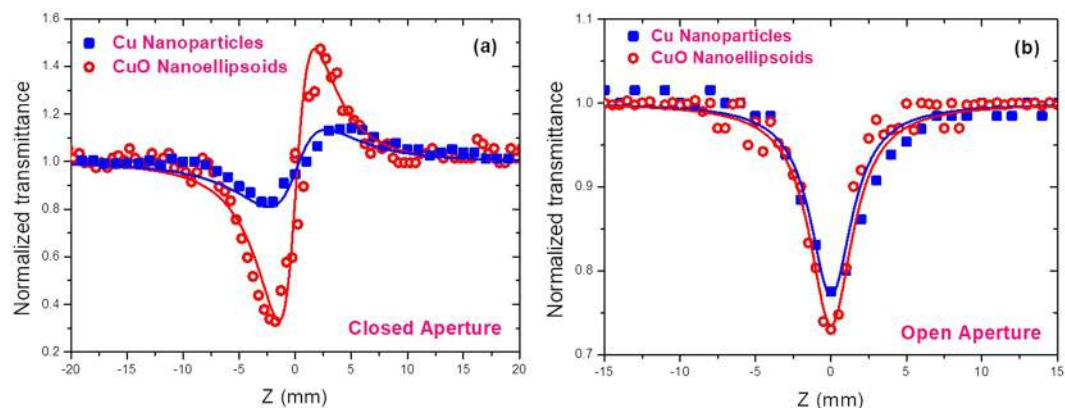 (a)
Cu Nanoparticles
CuO Nanoellipsoids
Normalized transmittance
1.6
1.4
1.2
1.0
0.8
0.6
0.4
0.2
Closed Aperture
-20 -15 -10 -5 0 5 10 15 20
Z (mm)
(b)
Cu Nanoparticles
CuO Nanoellipsoids
Normalized transmittance
1.1
1.0
0.9
0.8
0.7
Open Aperture
-15 -10 -5 0 5 10 15
Z (mm)